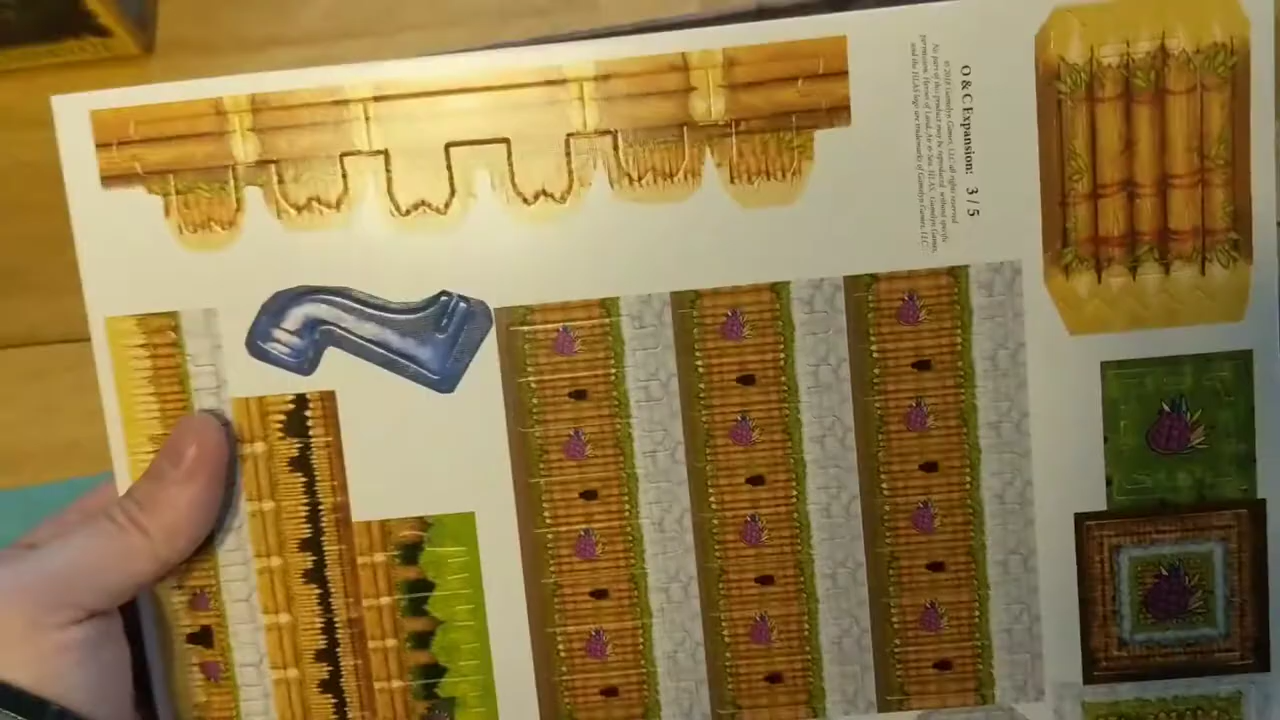 O & C Expansion: 3 / 5
© 2018 Gamelyn Games, LLC all rights reserved
No part of this product may be reproduced without specific
permission. Heroes of Land, Air & Sea, HLAS, Gamelyn Games,
and the HLAS logo are trademarks of Gamelyn Games, LLC.